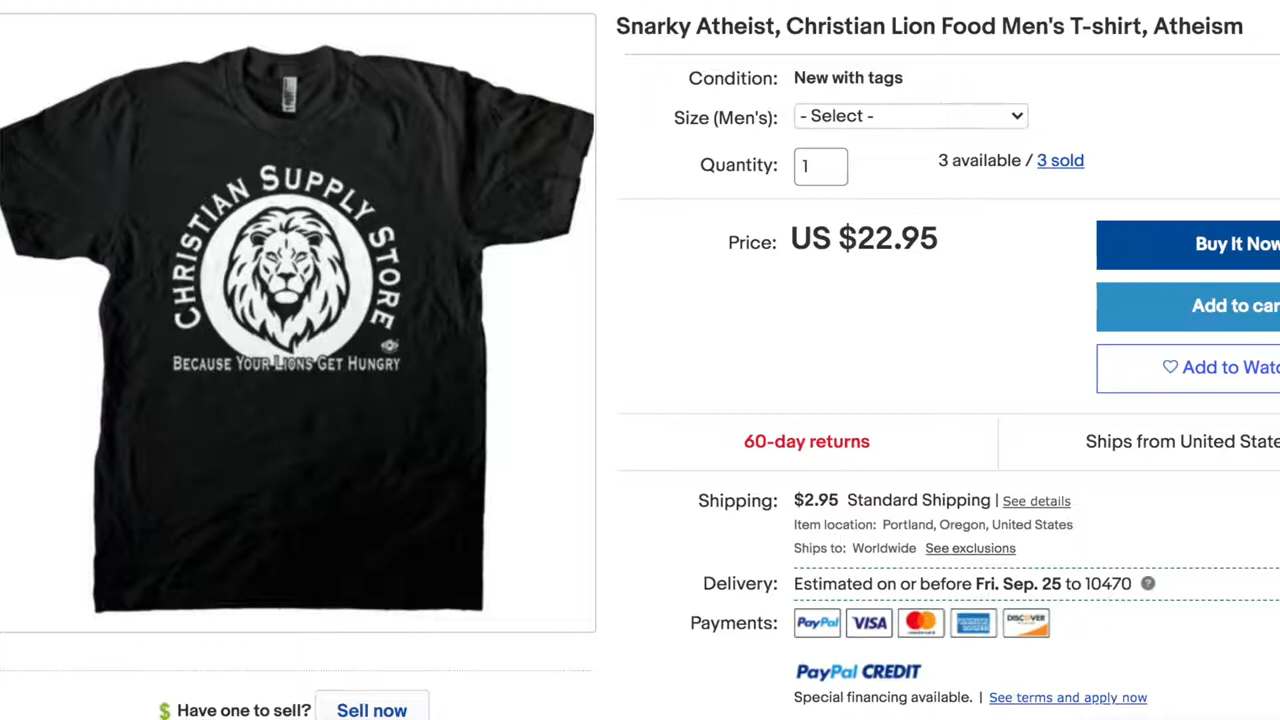 Snarky Atheist, Christian Lion Food Men's T-shirt, Atheism
CHRISTIAN SUPPLY STORE
BECAUSE YOUR LIONS GET HUNGRY
Condition: New with tags
Size (Men's): - Select -
Quantity: 1
3 available / 3 sold
Price: US $22.95
Buy It Now
Add to car
Add to Watc
60-day returns
Ships from United State
Shipping: $2.95 Standard Shipping | See details
Item location: Portland, Oregon, United States
Ships to: Worldwide See exclusions
Delivery: Estimated on or before Fri. Sep. 25 to 10470 ?
Payments: PayPal VISA mastercard AMERICAN EXPRESS DISCOVER
PayPal CREDIT
Special financing available. | See terms and apply now
$ Have one to sell? Sell now